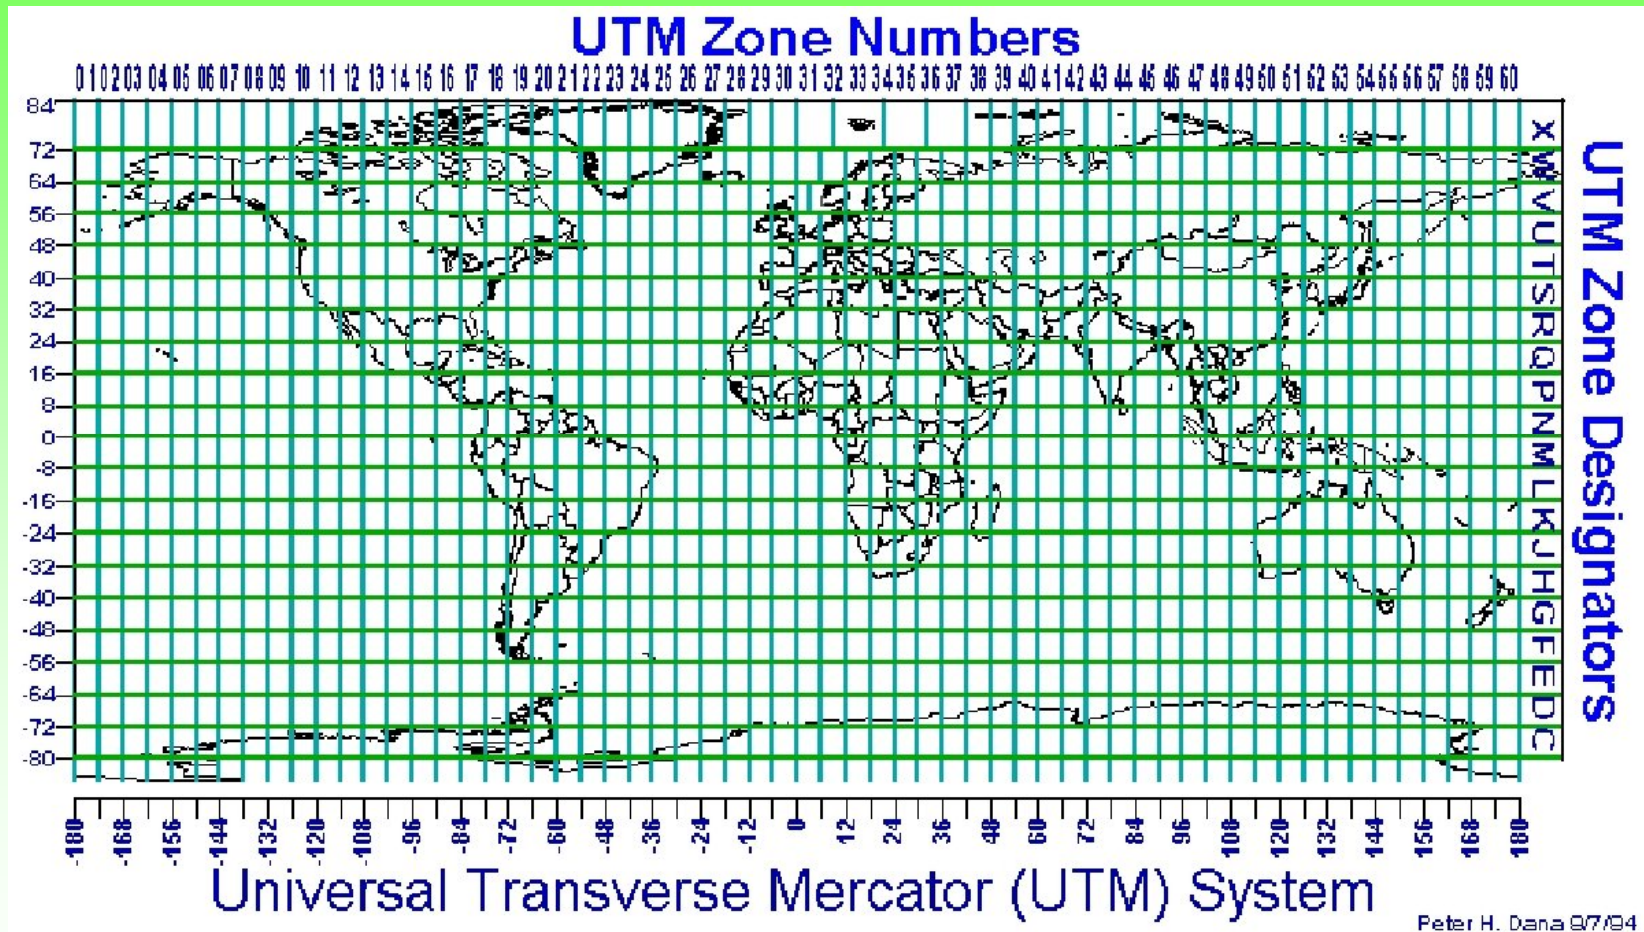 UTM Zone Numbers
01 02 03 04 05 06 07 08 09 10 11 12 13 14 15 16 17 18 19 20 21 22 23 24 25 26 27 28 29 30 31 32 33 34 35 36 37 38 39 40 41 42 43 44 45 46 47 48 49 50 51 52 53 54 55 56 57 58 59 60
84
X
72
W
64
V
56
U
48
T
40
S
32
R
24
Q
16
P
8
N
0
M
-8
L
-16
K
-24
J
-32
H
-40
G
-48
F
-56
E
-64
D
-72
C
-80
UTM Zone Designators
-180 -168 -156 -144 -132 -120 -108 -96 -84 -72 -60 -48 -36 -24 -12 0 12 24 36 48 60 72 84 96 108 120 132 144 156 168 180
Universal Transverse Mercator (UTM) System
Peter H. Dana 9/7/94